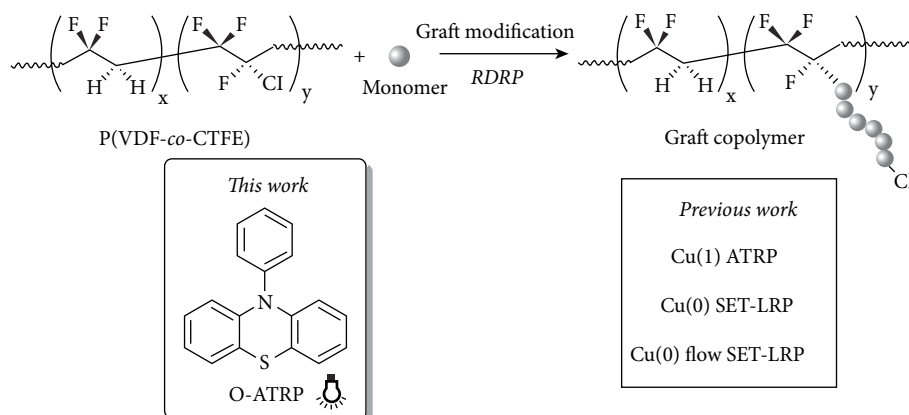 F F F F
H H x F Cl y
+
Monomer
Graft modification
RDRP
F F F F
H H x F y
Cl
P(VDF-co-CTFE)
Graft copolymer
This work
N
S
O-ATRP
Previous work
Cu(1) ATRP
Cu(0) SET-LRP
Cu(0) flow SET-LRP